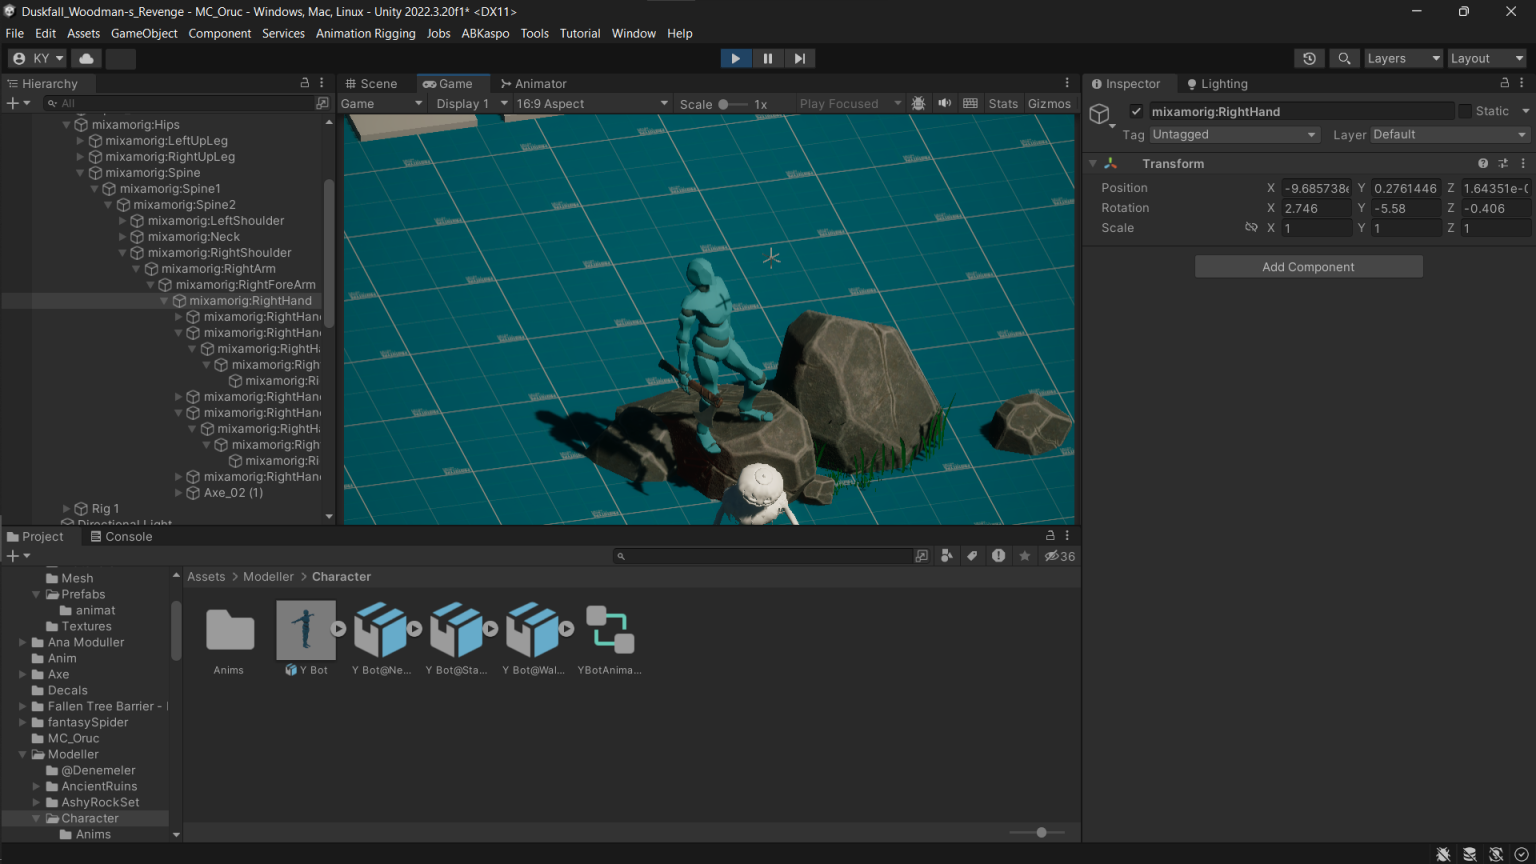 Duskfall_Woodman-s_Revenge - MC_Oruc - Windows, Mac, Linux - Unity 2022.3.20f1* <DX11>
File Edit Assets GameObject Component Services Animation Rigging Jobs ABKaspo Tools Tutorial Window Help
KY
Layers
Layout
Hierarchy
All
mixamorig:Hips
mixamorig:LeftUpLeg
mixamorig:RightUpLeg
mixamorig:Spine
mixamorig:Spine1
mixamorig:Spine2
mixamorig:LeftShoulder
mixamorig:Neck
mixamorig:RightShoulder
mixamorig:RightArm
mixamorig:RightForeArm
mixamorig:RightHand
mixamorig:RightHan
mixamorig:RightHan
mixamorig:RightH
mixamorig:Righ
mixamorig:Ri
mixamorig:RightHan
mixamorig:RightHan
mixamorig:RightH
mixamorig:Righ
mixamorig:Ri
mixamorig:RightHan
Axe_02 (1)
Rig 1
Directional Light
Scene Game Animator
Game Display 1 16:9 Aspect Scale 1x Play Focused Stats Gizmos
Inspector Lighting
mixamorig:RightHand Static
Tag Untagged Layer Default
Transform
Position X -9.685738e Y 0.2761446 Z 1.64351e-0
Rotation X 2.746 Y -5.58 Z -0.406
Scale X 1 Y 1 Z 1
Add Component
Project Console
36
Mesh
Prefabs
animat
Textures
Ana Moduller
Anim
Axe
Decals
Fallen Tree Barrier -
fantasySpider
MC_Oruc
Modeller
@Denemeler
AncientRuins
AshyRockSet
Character
Anims
Assets > Modeller > Character
Anims
Y Bot
Y Bot@Ne...
Y Bot@Sta...
Y Bot@Wal...
YBotAnima...